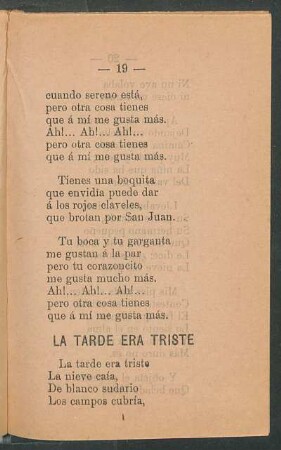 — 19 —
cuando sereno está,
pero otra cosa tienes
que á mí me gusta más.
Ah!... Ah!... Ah!...
pero otra cosa tienes
que á mí me gusta más.
Tienes una boquita
que envidia puede dar
á los rojos claveles,
que brotan por San Juan.
Tu boca y tu garganta
me gustan á la par
pero tu corazoncito
me gusta mucho más.
Ah!... Ah!... Ah!...
pero otra cosa tienes
que á mí me gusta más.
LA TARDE ERA TRISTE
La tarde era triste
La nieve caía,
De blanco sudario
Los campos cubría,